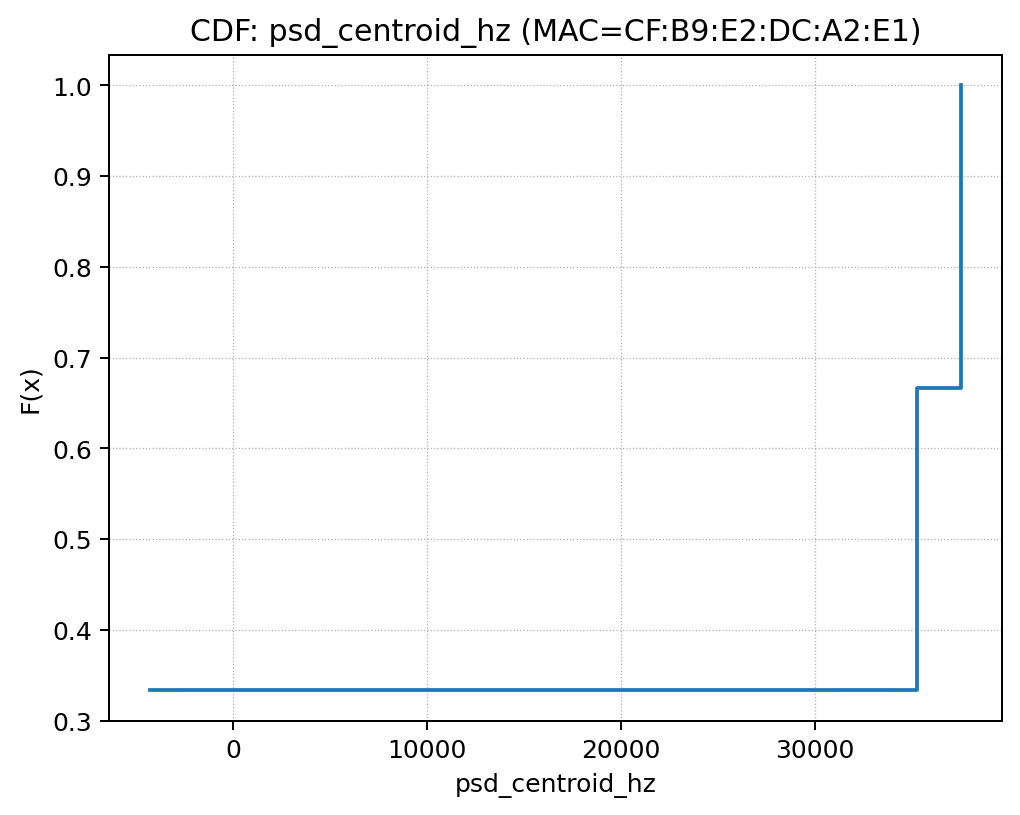 CDF: psd_centroid_hz (MAC=CF:B9:E2:DC:A2:E1)
1.0
0.9
0.8
0.7
0.6
0.5
0.4
0.3
F(x)
0 10000 20000 30000
psd_centroid_hz